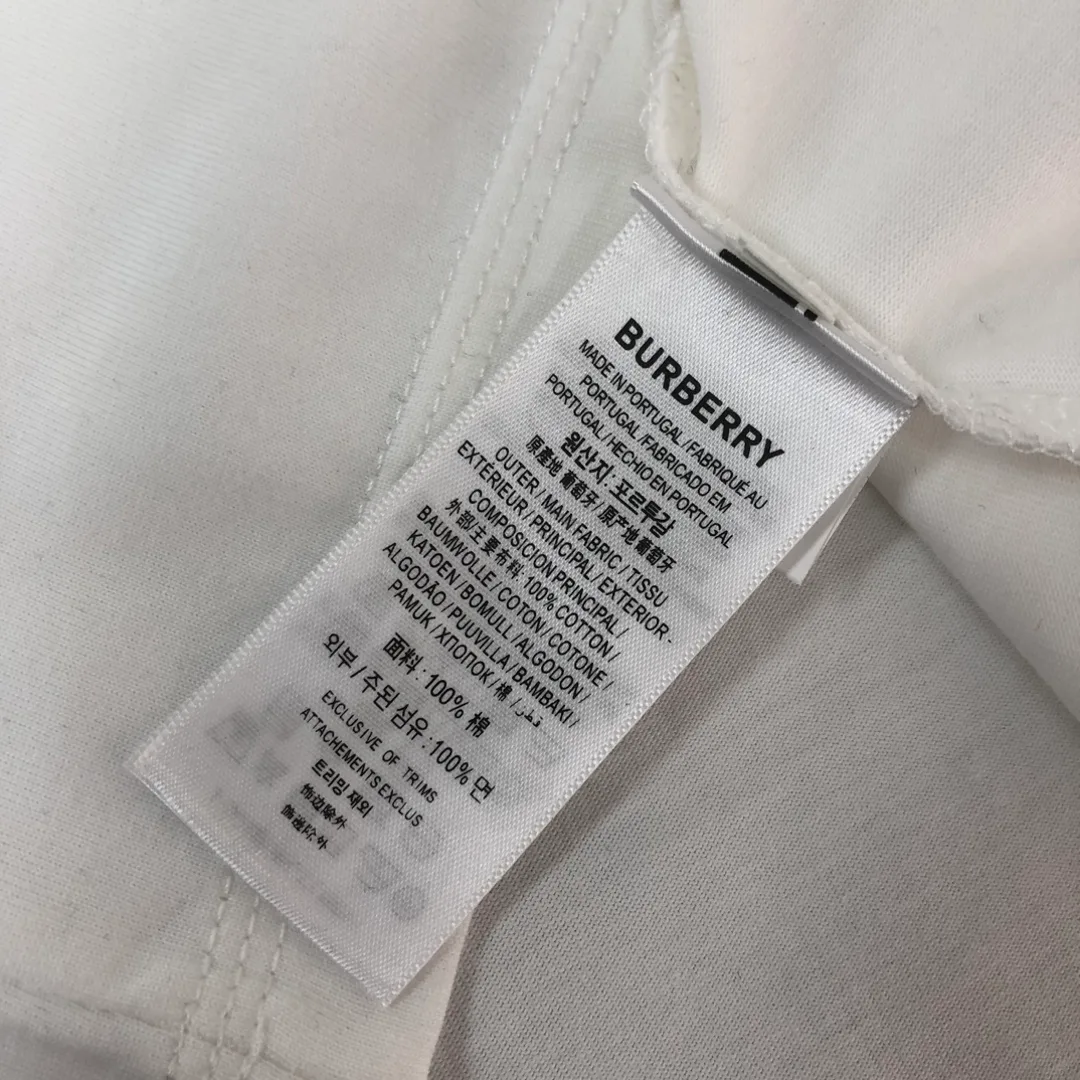 BURBERRY
MADE IN PORTUGAL / FABRIQUÉ AU
PORTUGAL / FABRICADO EM
PORTUGAL / HECHO EN PORTUGAL
원산지: 포르투갈
原產地 葡萄牙 / 原产地葡萄牙
OUTER / MAIN FABRIC / TISSU
EXTÉRIEUR / PRINCIPAL / EXTERIOR -
COMPOSICION PRINCIPAL /
外部/主要布料 100% COTTON /
BAUMWOLLE / COTON / COTONE /
KATOEN / BOMULL / ALGODON /
ALGODÃO / PUUVILLA / BAMBAKI /
PAMUK / ХЛОПОК / 棉 / قطن
面料 : 100% 棉
외부 / 주된 섬유 : 100% 면
EXCLUSIVE OF TRIMS
ATTACHEMENTS EXCLUS
트리밍 제외
饰边除外
飾邊除外